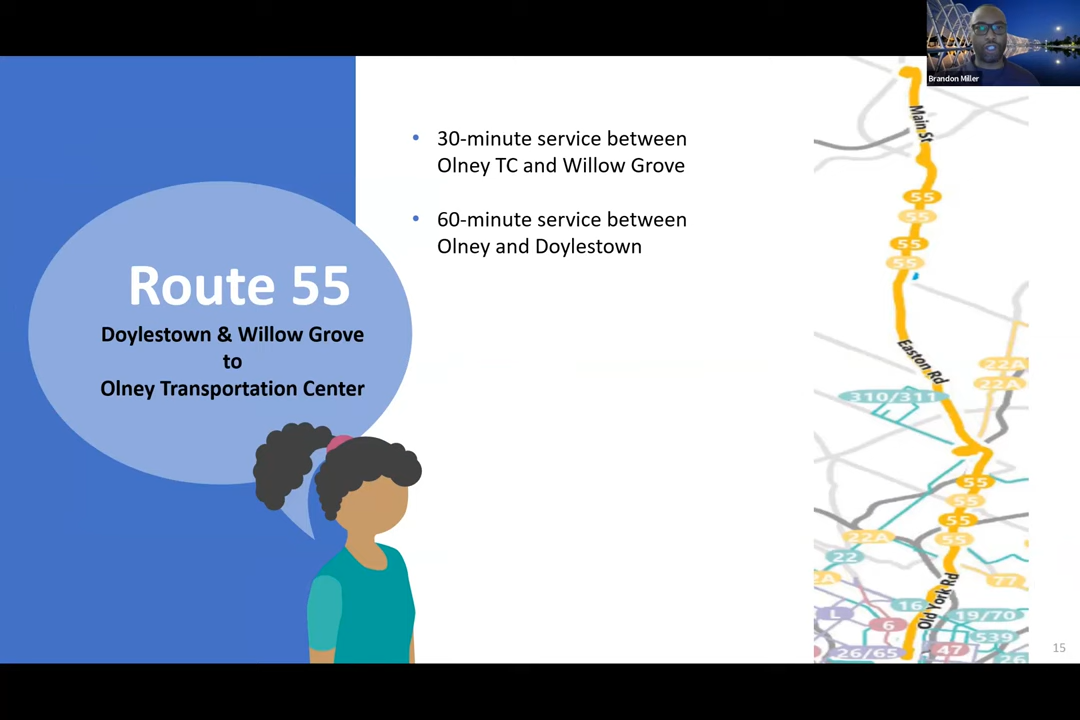 Brandon Miller
30-minute service between
Olney TC and Willow Grove
60-minute service between
Olney and Doylestown
Route 55
Doylestown & Willow Grove
to
Olney Transportation Center
Main St
55
55
55
55
Easton Rd
22A
22A
310/311
55
55
55
55
22A
22
77
Old York Rd
16
19/70
L
6
539
26/65
47
15